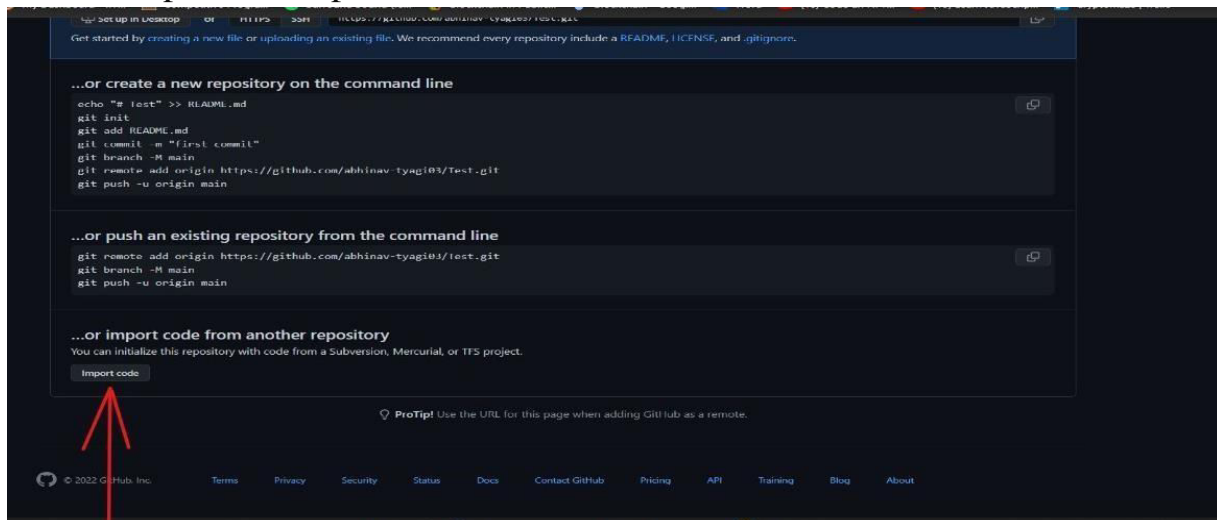 Set up in Desktop or HTTPS SSH https://github.com/abhinav-tyagi03/Test.git
Get started by creating a new file or uploading an existing file. We recommend every repository include a README, LICENSE, and .gitignore.
...or create a new repository on the command line
echo "# Test" >> README.md
git init
git add README.md
git commit -m "first commit"
git branch -M main
git remote add origin https://github.com/abhinav-tyagi03/Test.git
git push -u origin main
...or push an existing repository from the command line
git remote add origin https://github.com/abhinav-tyagi03/Test.git
git branch -M main
git push -u origin main
...or import code from another repository
You can initialize this repository with code from a Subversion, Mercurial, or TFS project.
Import code
ProTip! Use the URL for this page when adding GitHub as a remote.
© 2022 GitHub, Inc. Terms Privacy Security Status Docs Contact GitHub Pricing API Training Blog About